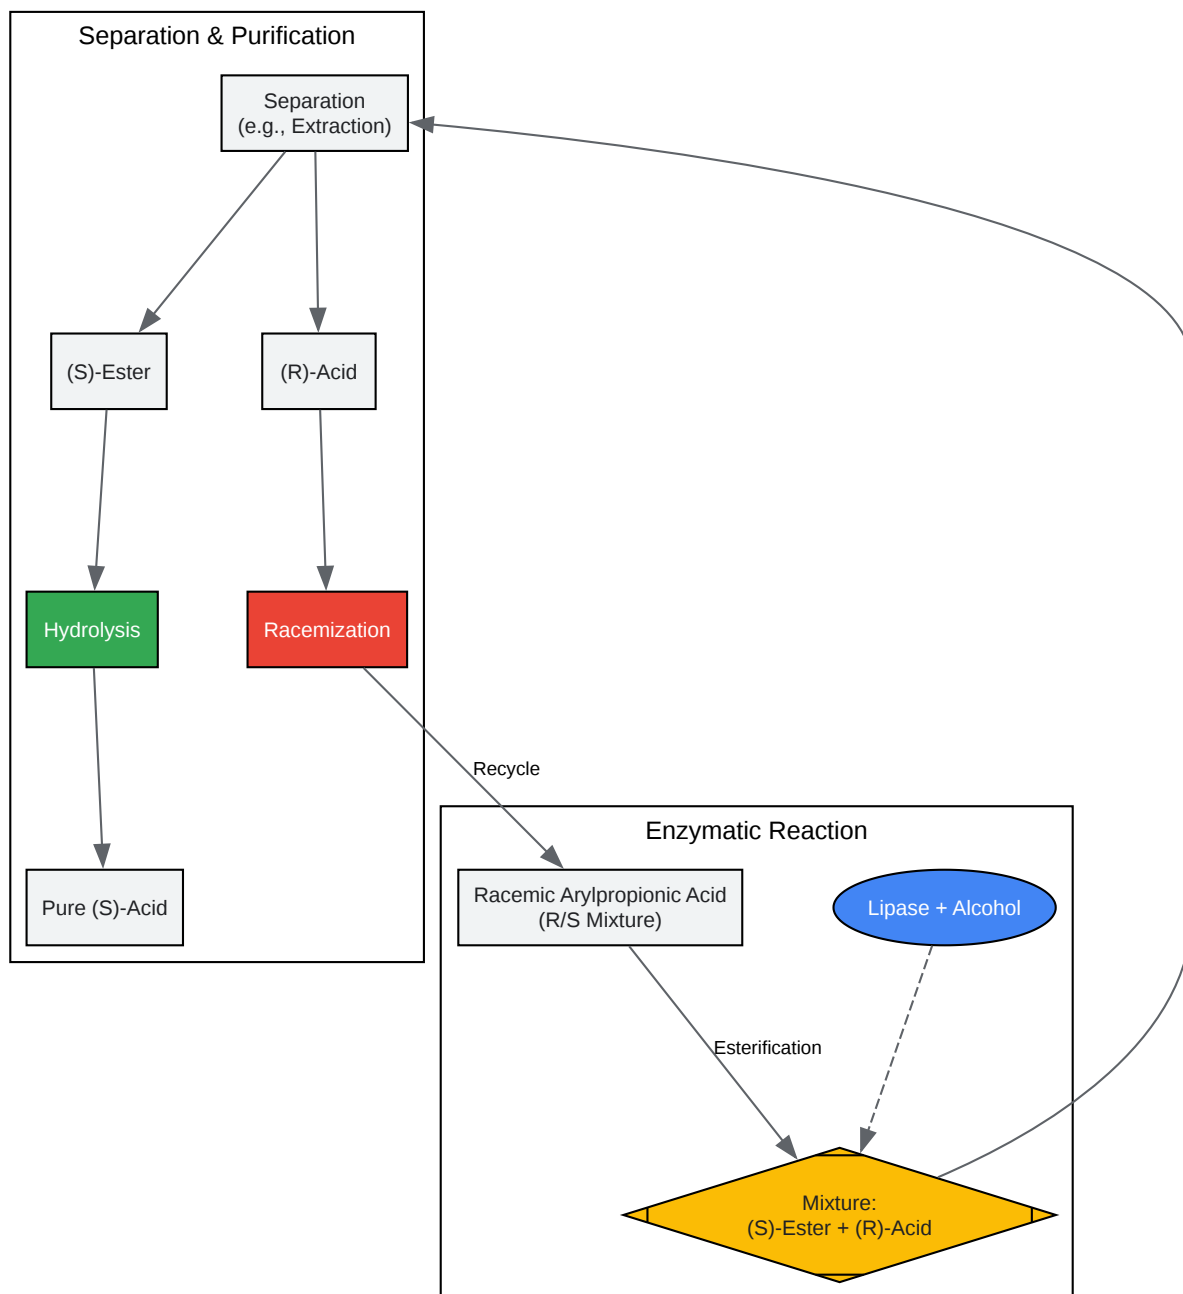 Separation & Purification
Separation
(e.g., Extraction)
(S)-Ester
(R)-Acid
Hydrolysis
Racemization
Recycle
Enzymatic Reaction
Pure (S)-Acid
Racemic Arylpropionic Acid
(R/S Mixture)
Lipase + Alcohol
Esterification
Mixture:
(S)-Ester + (R)-Acid